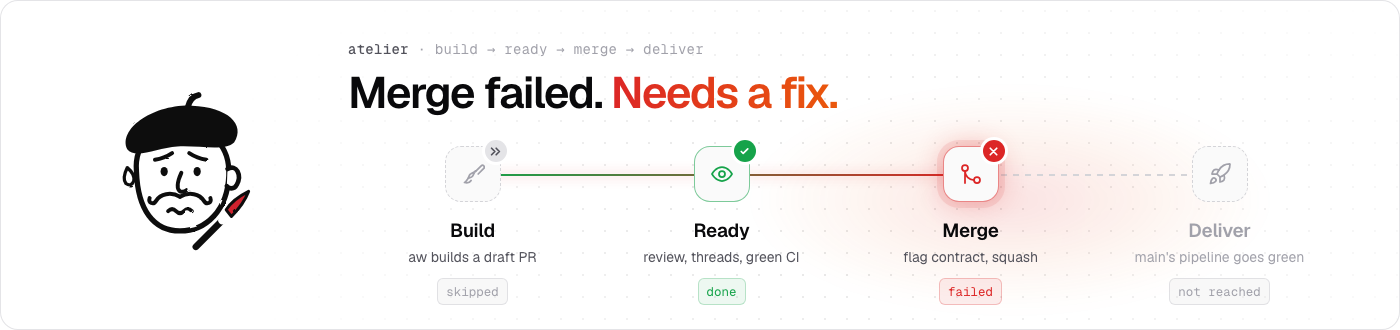 atelier · build → ready → merge → deliver
Merge failed. Needs a fix.
Build
aw builds a draft PR
skipped
Ready
review, threads, green CI
done
Merge
flag contract, squash
failed
Deliver
main's pipeline goes green
not reached